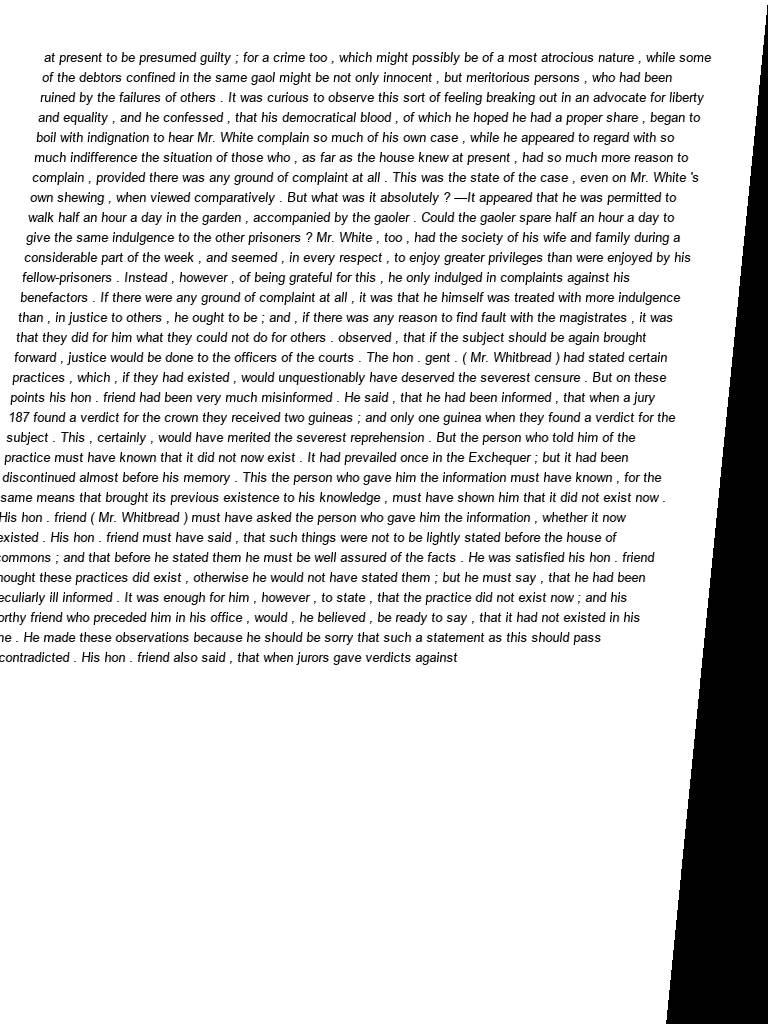 at present to be presumed guilty ; for a crime too , which might possibly be of a most atrocious nature , while some
of the debtors confined in the same gaol might be not only innocent , but meritorious persons , who had been
ruined by the failures of others . It was curious to observe this sort of feeling breaking out in an advocate for liberty
and equality , and he confessed , that his democratical blood , of which he hoped he had a proper share , began to
boil with indignation to hear Mr. White complain so much of his own case , while he appeared to regard with so
much indifference the situation of those who , as far as the house knew at present , had so much more reason to
complain , provided there was any ground of complaint at all . This was the state of the case , even on Mr. White 's
own shewing , when viewed comparatively . But what was it absolutely ? —It appeared that he was permitted to
walk half an hour a day in the garden , accompanied by the gaoler . Could the gaoler spare half an hour a day to
give the same indulgence to the other prisoners ? Mr. White , too , had the society of his wife and family during a
considerable part of the week , and seemed , in every respect , to enjoy greater privileges than were enjoyed by his
fellow-prisoners . Instead , however , of being grateful for this , he only indulged in complaints against his
benefactors . If there were any ground of complaint at all , it was that he himself was treated with more indulgence
than , in justice to others , he ought to be ; and , if there was any reason to find fault with the magistrates , it was
that they did for him what they could not do for others . observed , that if the subject should be again brought
forward , justice would be done to the officers of the courts . The hon . gent . ( Mr. Whitbread ) had stated certain
practices , which , if they had existed , would unquestionably have deserved the severest censure . But on these
points his hon . friend had been very much misinformed . He said , that he had been informed , that when a jury
187 found a verdict for the crown they received two guineas ; and only one guinea when they found a verdict for the
subject . This , certainly , would have merited the severest reprehension . But the person who told him of the
practice must have known that it did not now exist . It had prevailed once in the Exchequer ; but it had been
discontinued almost before his memory . This the person who gave him the information must have known , for the
same means that brought its previous existence to his knowledge , must have shown him that it did not exist now .
His hon . friend ( Mr. Whitbread ) must have asked the person who gave him the information , whether it now
existed . His hon . friend must have said , that such things were not to be lightly stated before the house of
commons ; and that before he stated them he must be well assured of the facts . He was satisfied his hon . friend
hought these practices did exist , otherwise he would not have stated them ; but he must say , that he had been
eculiarly ill informed . It was enough for him , however , to state , that the practice did not exist now ; and his
orthy friend who preceded him in his office , would , he believed , be ready to say , that it had not existed in his
me . He made these observations because he should be sorry that such a statement as this should pass
contradicted . His hon . friend also said , that when jurors gave verdicts against